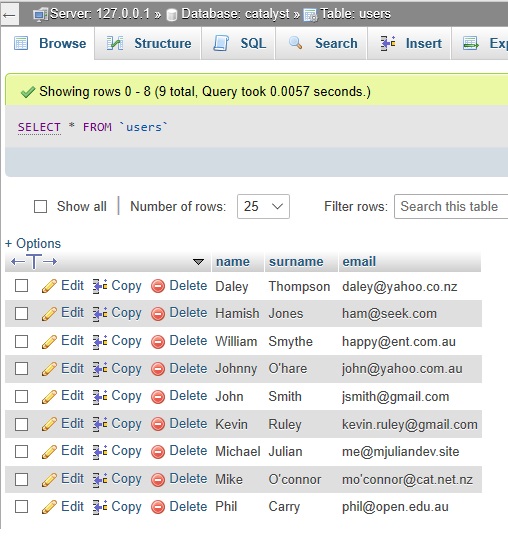 ← Server: 127.0.0.1 » Database: catalyst » Table: users
Browse Structure SQL Search Insert Exp
Showing rows 0 - 8 (9 total, Query took 0.0057 seconds.)
SELECT * FROM `users`
Show all | Number of rows: 25 Filter rows: Search this table
+ Options
←T→ name surname email
Edit Copy Delete Daley Thompson daley@yahoo.co.nz
Edit Copy Delete Hamish Jones ham@seek.com
Edit Copy Delete William Smythe happy@ent.com.au
Edit Copy Delete Johnny O'hare john@yahoo.com.au
Edit Copy Delete John Smith jsmith@gmail.com
Edit Copy Delete Kevin Ruley kevin.ruley@gmail.com
Edit Copy Delete Michael Julian me@mjuliandev.site
Edit Copy Delete Mike O'connor mo'connor@cat.net.nz
Edit Copy Delete Phil Carry phil@open.edu.au